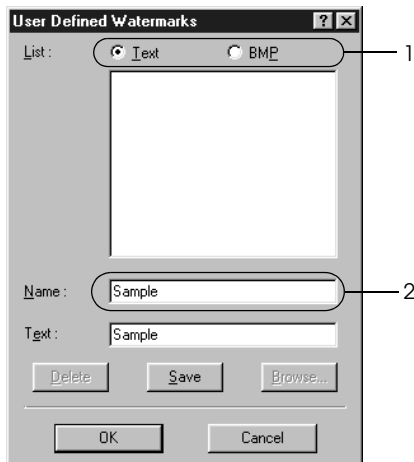 User Defined Watermarks
List : Text BMP 1
Name : Sample 2
Text : Sample
Delete Save Browse...
OK Cancel